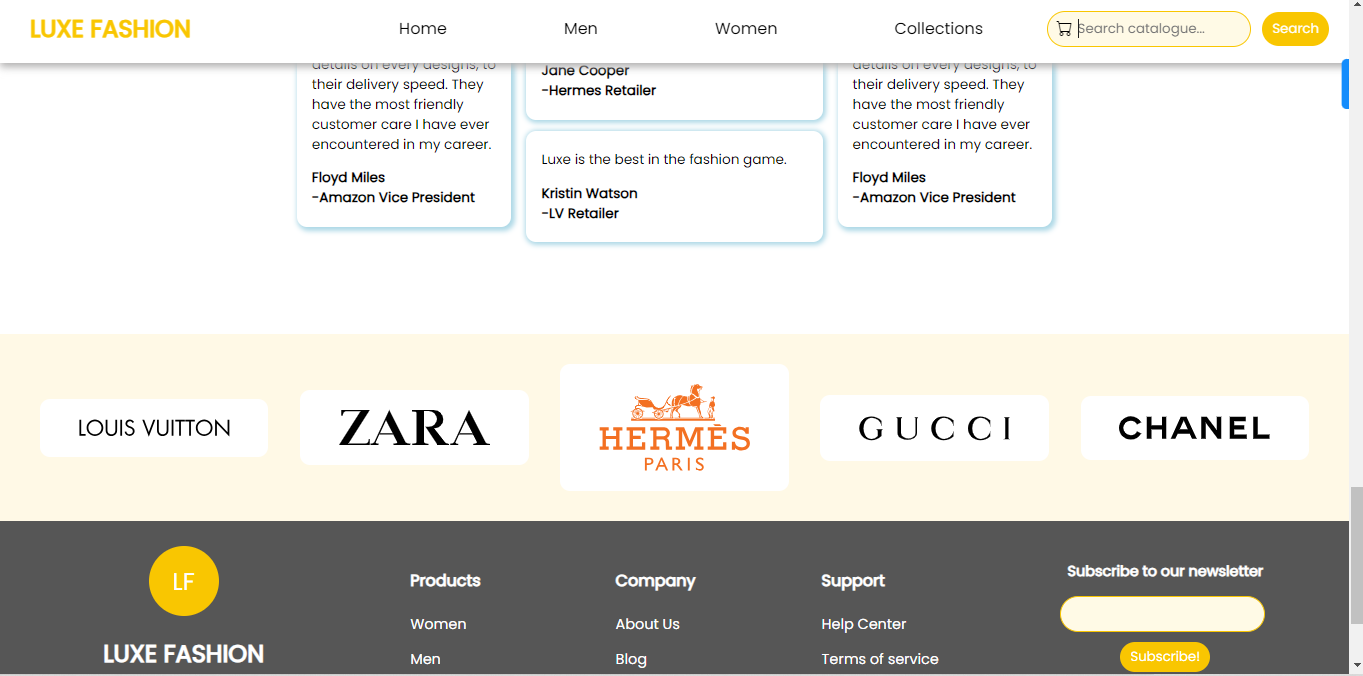 LUXE FASHION
Home
Men
Women
Collections
Search catalogue...
Search
details on every designs, to
their delivery speed. They
have the most friendly
customer care I have ever
encountered in my career.
Floyd Miles
-Amazon Vice President
Jane Cooper
-Hermes Retailer
Luxe is the best in the fashion game.
Kristin Watson
-LV Retailer
details on every designs, to
their delivery speed. They
have the most friendly
customer care I have ever
encountered in my career.
Floyd Miles
-Amazon Vice President
LOUIS VUITTON
ZARA
HERMÈS
PARIS
GUCCI
CHANEL
LF
LUXE FASHION
Products
Women
Men
Company
About Us
Blog
Support
Help Center
Terms of service
Subscribe to our newsletter
Subscribe!